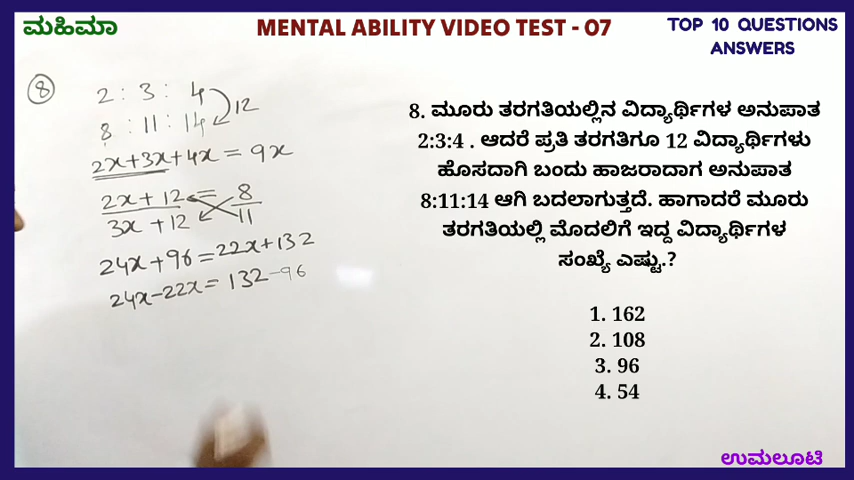 ಮಹಿಮಾ
MENTAL ABILITY VIDEO TEST - 07
TOP 10 QUESTIONS
ANSWERS
8
2 : 3 : 4
12
8 : 11 : 14
2x+3x+4x = 9x
2x + 12 = 8
3x + 12 11
24x + 96 = 22x + 132
24x - 22x = 132 - 96
8. ಮೂರು ತರಗತಿಯಲ್ಲಿನ ವಿದ್ಯಾರ್ಥಿಗಳ ಅನುಪಾತ
2:3:4 . ಆದರೆ ಪ್ರತಿ ತರಗತಿಗೂ 12 ವಿದ್ಯಾರ್ಥಿಗಳು
ಹೊಸದಾಗಿ ಬಂದು ಹಾಜರಾದಾಗ ಅನುಪಾತ
8:11:14 ಆಗಿ ಬದಲಾಗುತ್ತದೆ. ಹಾಗಾದರೆ ಮೂರು
ತರಗತಿಯಲ್ಲಿ ಮೊದಲಿಗೆ ಇದ್ದ ವಿದ್ಯಾರ್ಥಿಗಳ
ಸಂಖ್ಯೆ ಎಷ್ಟು.?
1. 162
2. 108
3. 96
4. 54
ಉಮಲೂಟಿ